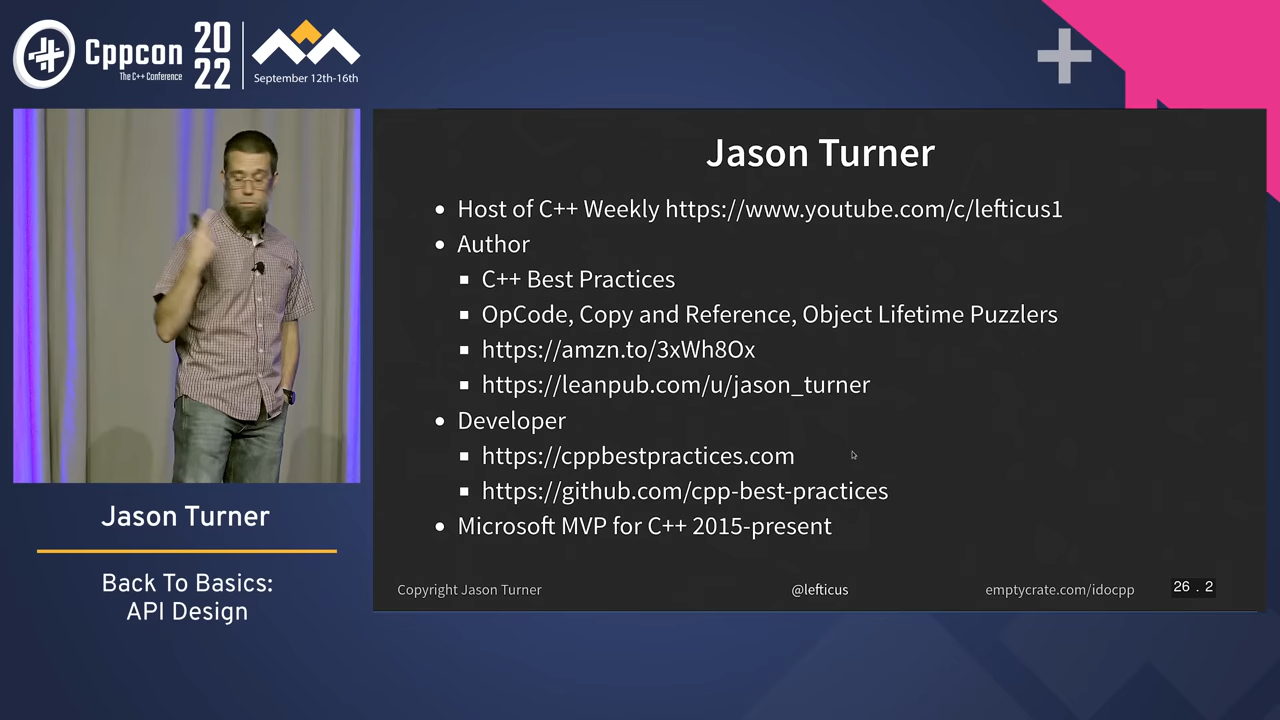 Cppcon
The C++ Conference
20
22
September 12th-16th
Jason Turner
Host of C++ Weekly https://www.youtube.com/c/lefticus1
Author
C++ Best Practices
OpCode, Copy and Reference, Object Lifetime Puzzlers
https://amzn.to/3xWh8Ox
https://leanpub.com/u/jason_turner
Developer
https://cppbestpractices.com
https://github.com/cpp-best-practices
Microsoft MVP for C++ 2015-present
Copyright Jason Turner
@lefticus
emptycrate.com/idocpp
26 . 2
Jason Turner
Back To Basics:
API Design